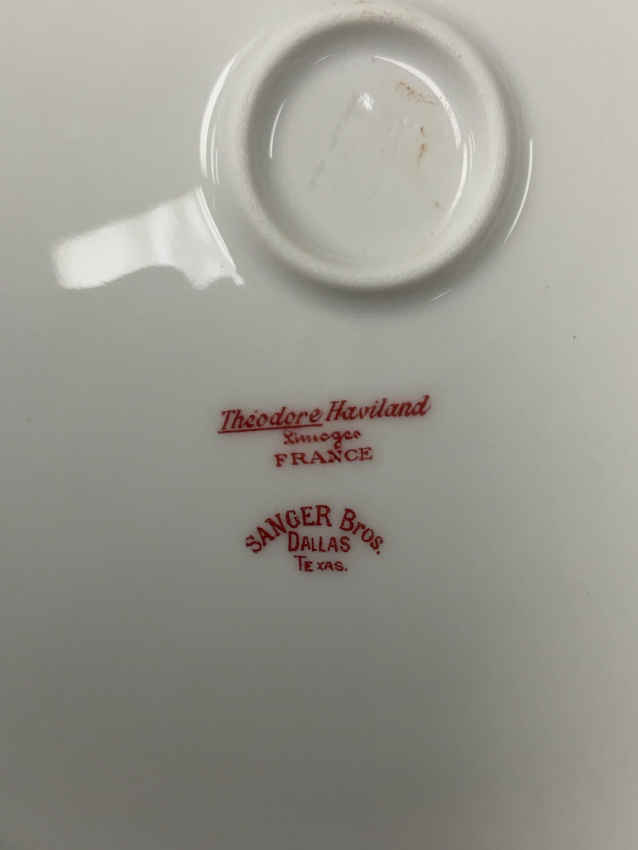 Théodore Haviland
Limoges
FRANCE
SANGER Bros.
DALLAS
TEXAS.